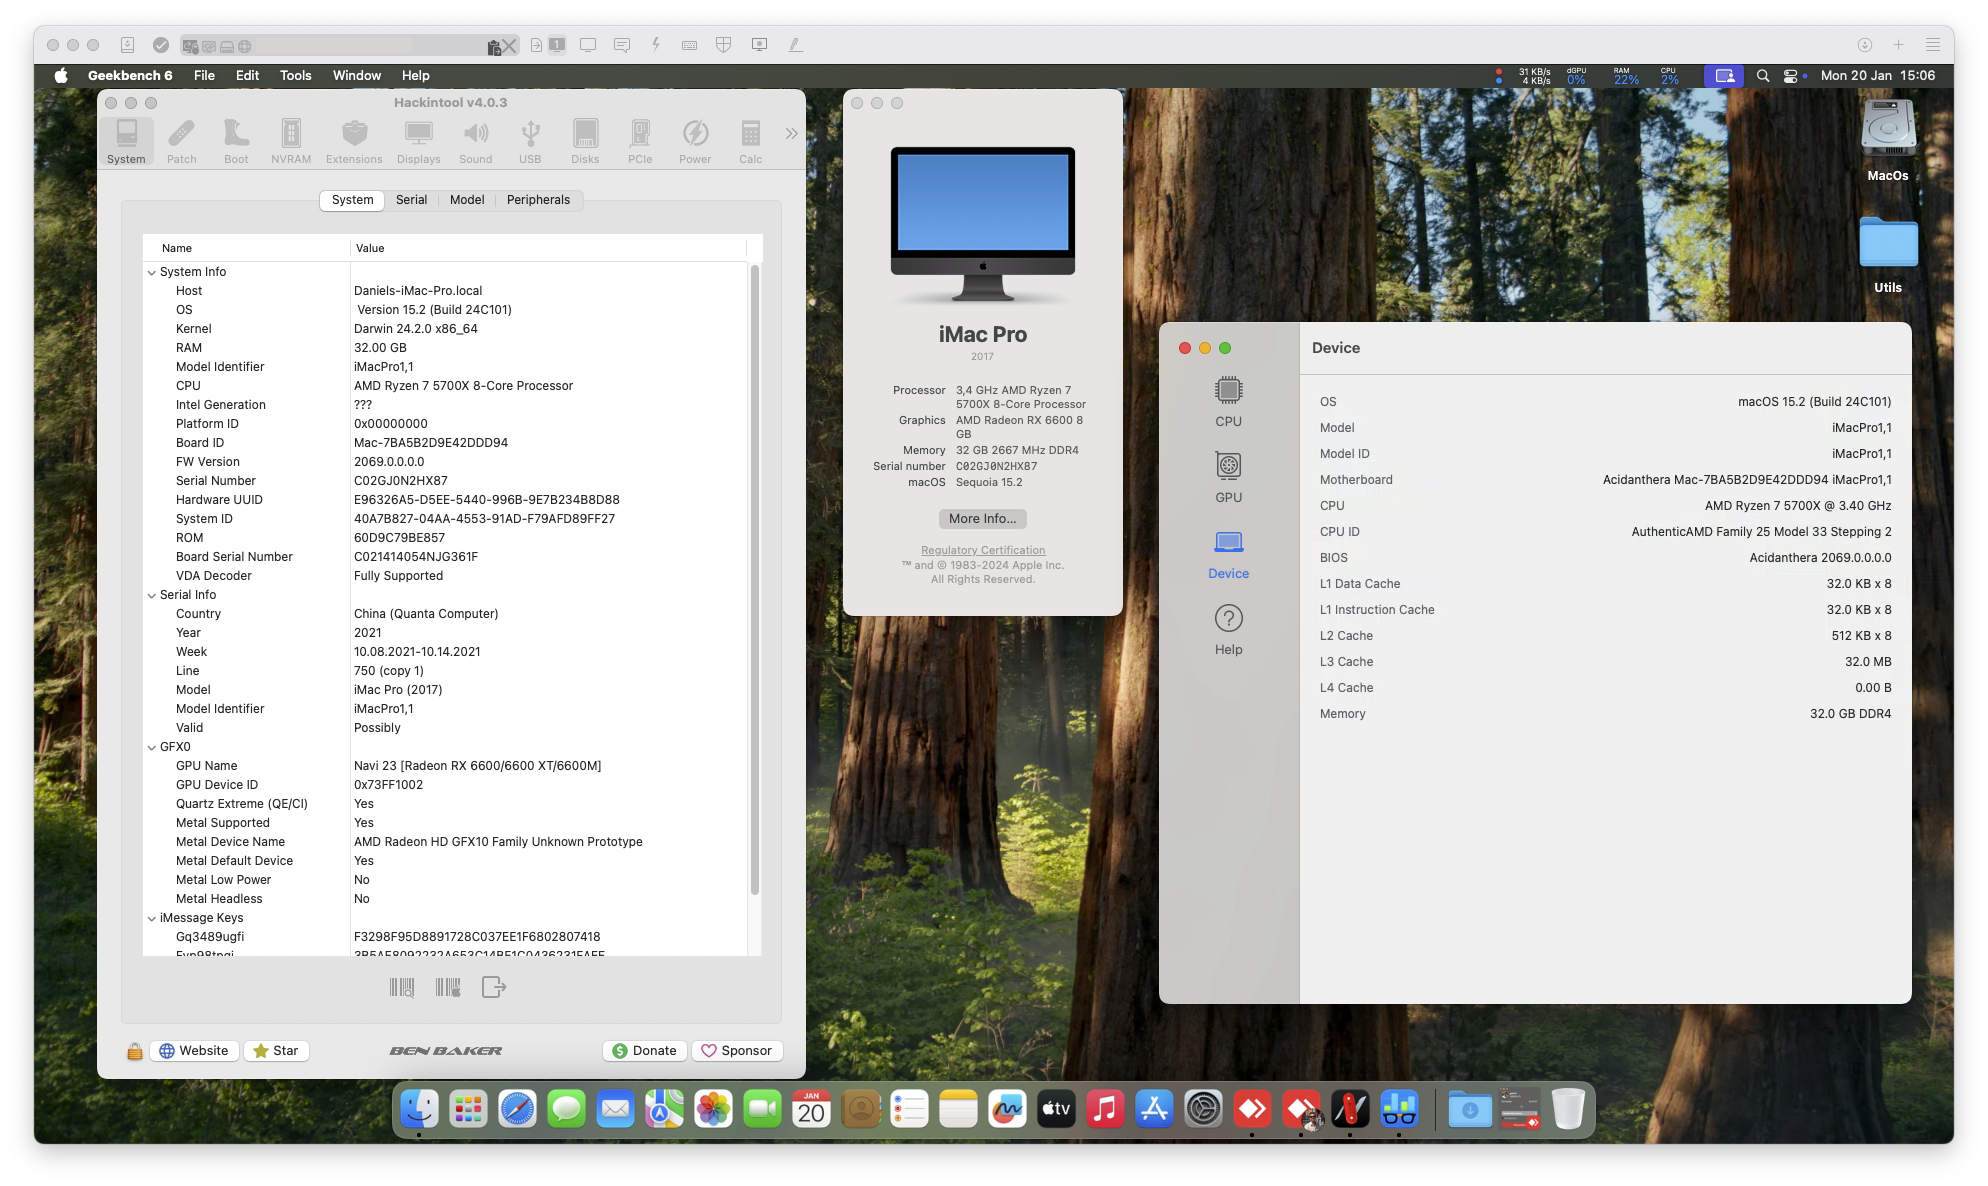 1
Geekbench 6 File Edit Tools Window Help
31 KB/s
4 KB/s
dGPU
0%
RAM
22%
CPU
2%
Mon 20 Jan 15:06
Hackintool v4.0.3
System Patch Boot NVRAM Extensions Displays Sound USB Disks PCIe Power Calc
System Serial Model Peripherals
Name Value
System Info
Host Daniels-iMac-Pro.local
OS Version 15.2 (Build 24C101)
Kernel Darwin 24.2.0 x86_64
RAM 32.00 GB
Model Identifier iMacPro1,1
CPU AMD Ryzen 7 5700X 8-Core Processor
Intel Generation ???
Platform ID 0x00000000
Board ID Mac-7BA5B2D9E42DDD94
FW Version 2069.0.0.0.0
Serial Number C02GJ0N2HX87
Hardware UUID E96326A5-D5EE-5440-996B-9E7B234B8D88
System ID 40A7B827-04AA-4553-91AD-F79AFD89FF27
ROM 60D9C79BE857
Board Serial Number C021414054NJG361F
VDA Decoder Fully Supported
Serial Info
Country China (Quanta Computer)
Year 2021
Week 10.08.2021-10.14.2021
Line 750 (copy 1)
Model iMac Pro (2017)
Model Identifier iMacPro1,1
Valid Possibly
GFX0
GPU Name Navi 23 [Radeon RX 6600/6600 XT/6600M]
GPU Device ID 0x73FF1002
Quartz Extreme (QE/CI) Yes
Metal Supported Yes
Metal Device Name AMD Radeon HD GFX10 Family Unknown Prototype
Metal Default Device Yes
Metal Low Power No
Metal Headless No
iMessage Keys
Gq3489ugfi F3298F95D8891728C037EE1F6802807418
Website Star BEN BAKER Donate Sponsor
iMac Pro
2017
Processor 3,4 GHz AMD Ryzen 7
5700X 8-Core Processor
Graphics AMD Radeon RX 6600 8
GB
Memory 32 GB 2667 MHz DDR4
Serial number C02GJ0N2HX87
macOS Sequoia 15.2
More Info...
Regulatory Certification
™ and © 1983-2024 Apple Inc.
All Rights Reserved.
MacOs
Utils
CPU
GPU
Device
Help
Device
OS macOS 15.2 (Build 24C101)
Model iMacPro1,1
Model ID iMacPro1,1
Motherboard Acidanthera Mac-7BA5B2D9E42DDD94 iMacPro1,1
CPU AMD Ryzen 7 5700X @ 3.40 GHz
CPU ID AuthenticAMD Family 25 Model 33 Stepping 2
BIOS Acidanthera 2069.0.0.0.0
L1 Data Cache 32.0 KB x 8
L1 Instruction Cache 32.0 KB x 8
L2 Cache 512 KB x 8
L3 Cache 32.0 MB
L4 Cache 0.00 B
Memory 32.0 GB DDR4
JAN
20
tv